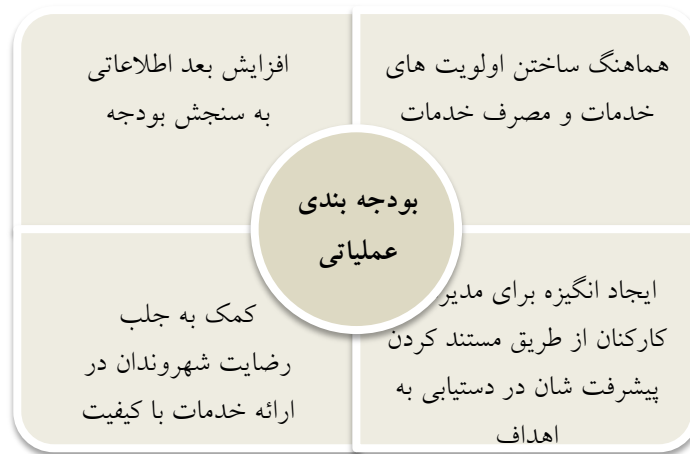 هماهنگ ساختن اولویت های
خدمات و مصرف خدمات
افزایش بعد اطلاعاتی
به سنجش بودجه
بودجه بندی
عملیاتی
ایجاد انگیزه برای مدیر
کارکنان از طریق مستند کردن
پیشرفت شان در دستیابی به
اهداف
کمک به جلب
رضایت شهروندان در
ارائه خدمات با کیفیت